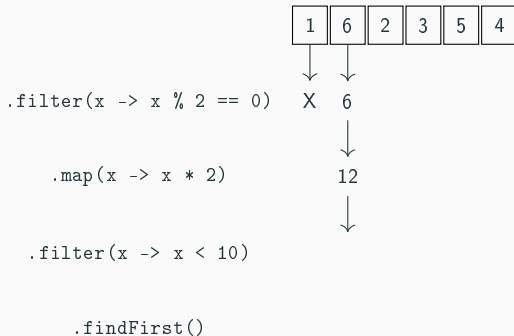 1 6 2 3 5 4
.filter(x -> x % 2 == 0) X 6
.map(x -> x * 2) 12
.filter(x -> x < 10)
.findFirst()